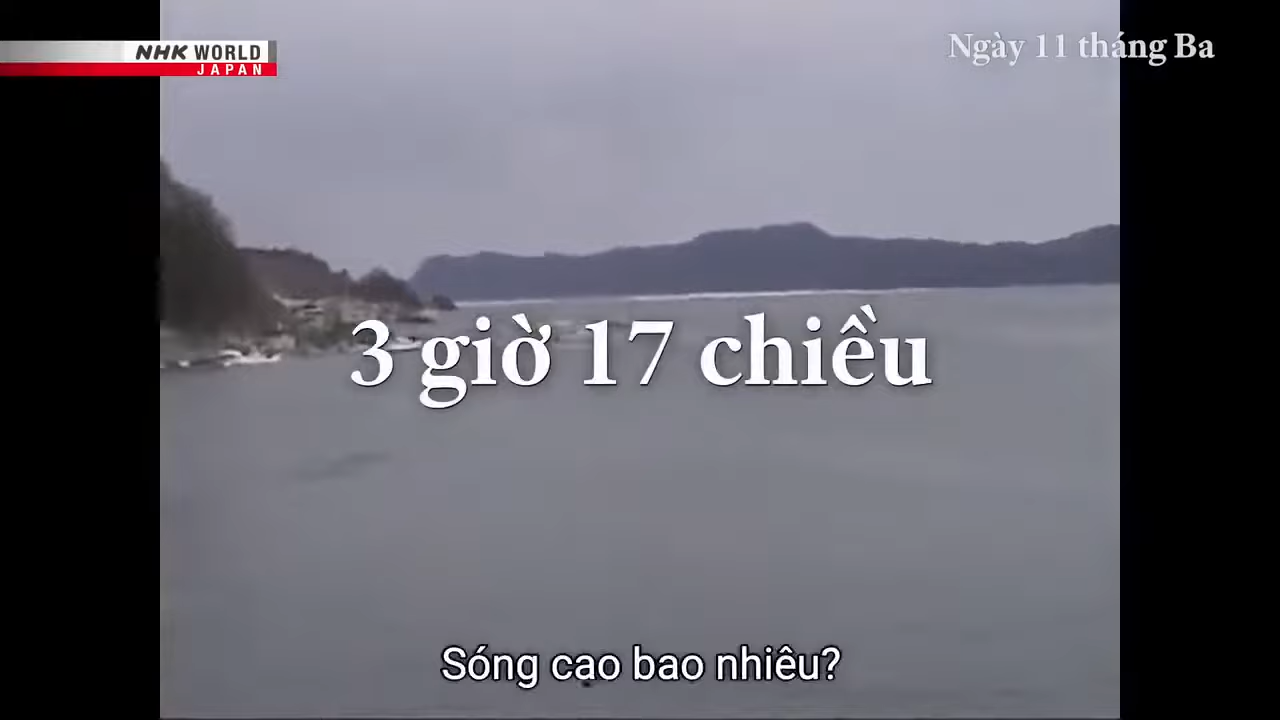 NHK WORLD
JAPAN
Ngày 11 tháng Ba
3 giờ 17 chiều
Sóng cao bao nhiêu?